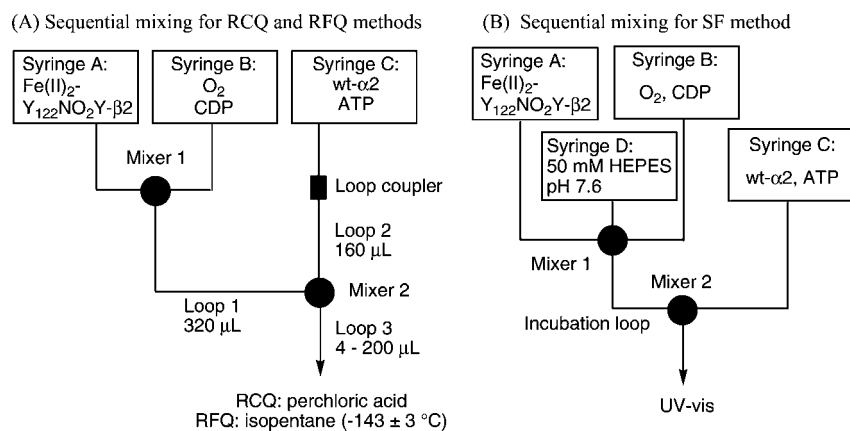 (A) Sequential mixing for RCQ and RFQ methods
Syringe A:
Fe(II)₂-
Y₁₂₂NO₂Y-β2
Syringe B:
O₂
CDP
Syringe C:
wt-α2
ATP
Mixer 1
Loop coupler
Loop 2
160 μL
Mixer 2
Loop 1
320 μL
Loop 3
4 - 200 μL
RCQ: perchloric acid
RFQ: isopentane (-143 ± 3 °C)
(B) Sequential mixing for SF method
Syringe A:
Fe(II)₂-
Y₁₂₂NO₂Y-β2
Syringe B:
O₂, CDP
Syringe D:
50 mM HEPES
pH 7.6
Syringe C:
wt-α2, ATP
Mixer 1
Mixer 2
Incubation loop
UV-vis